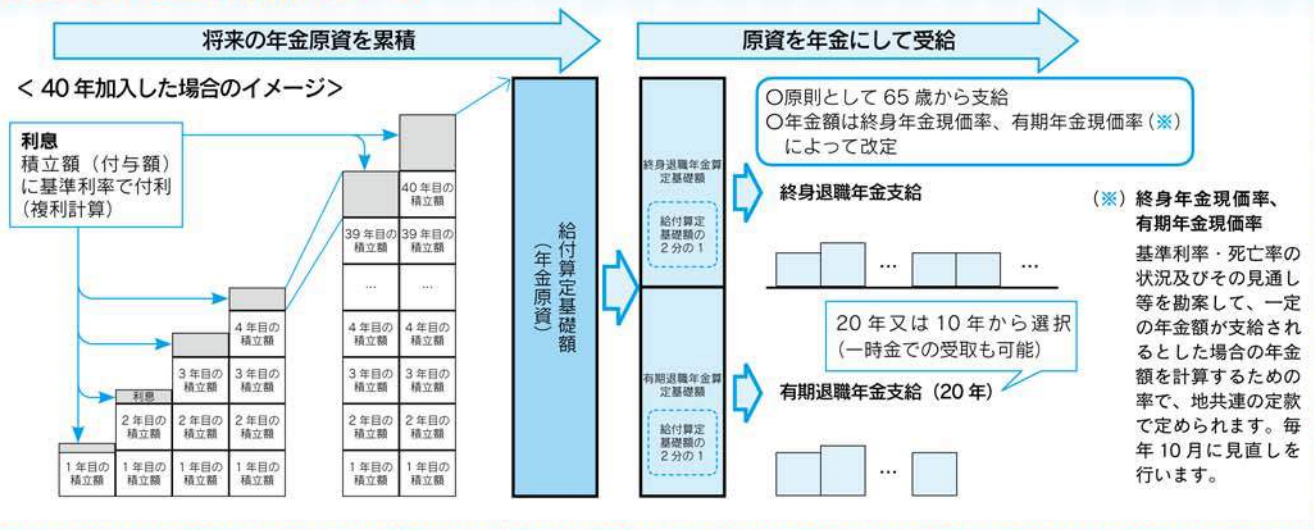 将来の年金原資を累積
原資を年金にして受給
＜40年加入した場合のイメージ＞
利息
積立額（付与額）
に基準利率で付利
（複利計算）
利息
1年目の
積立額
2年目の
積立額
1年目の
積立額
3年目の
積立額
2年目の
積立額
1年目の
積立額
4年目の
積立額
3年目の
積立額
2年目の
積立額
1年目の
積立額
39年目の
積立額
…
4年目の
積立額
3年目の
積立額
2年目の
積立額
1年目の
積立額
40年目の
積立額
39年目の
積立額
…
4年目の
積立額
3年目の
積立額
2年目の
積立額
1年目の
積立額
給付算定基礎額
（年金原資）
終身退職年金算
定基礎額
給付算定
基礎額の
2分の1
有期退職年金算
定基礎額
給付算定
基礎額の
2分の1
○原則として65歳から支給
○年金額は終身年金現価率、有期年金現価率（※）
によって改定
終身退職年金支給
… …
20年又は10年から選択
（一時金での受取も可能）
有期退職年金支給（20年）
…
（※）終身年金現価率、
有期年金現価率
基準利率・死亡率の
状況及びその見通し
等を勘案して、一定
の年金額が支給され
るとした場合の年金
額を計算するための
率で、地共連の定款
で定められます。毎
年10月に見直しを
行います。